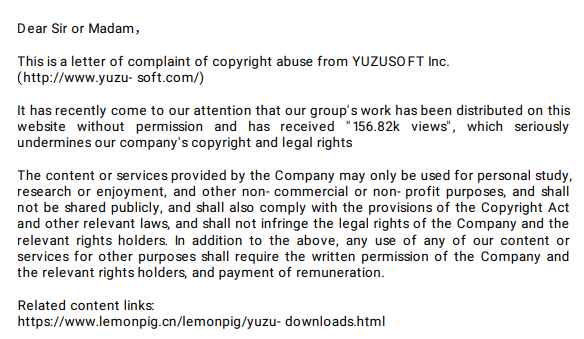 Dear Sir or Madam，
This is a letter of complaint of copyright abuse from YUZUSOFT Inc.
(http://www.yuzu- soft.com/)
It has recently come to our attention that our group's work has been distributed on this
website without permission and has received "156.82k views", which seriously
undermines our company's copyright and legal rights
The content or services provided by the Company may only be used for personal study,
research or enjoyment, and other non- commercial or non- profit purposes, and shall
not be shared publicly, and shall also comply with the provisions of the Copyright Act
and other relevant laws, and shall not infringe the legal rights of the Company and the
relevant rights holders. In addition to the above, any use of any of our content or
services for other purposes shall require the written permission of the Company and
the relevant rights holders, and payment of remuneration.
Related content links:
https://www.lemonpig.cn/lemonpig/yuzu- downloads.html